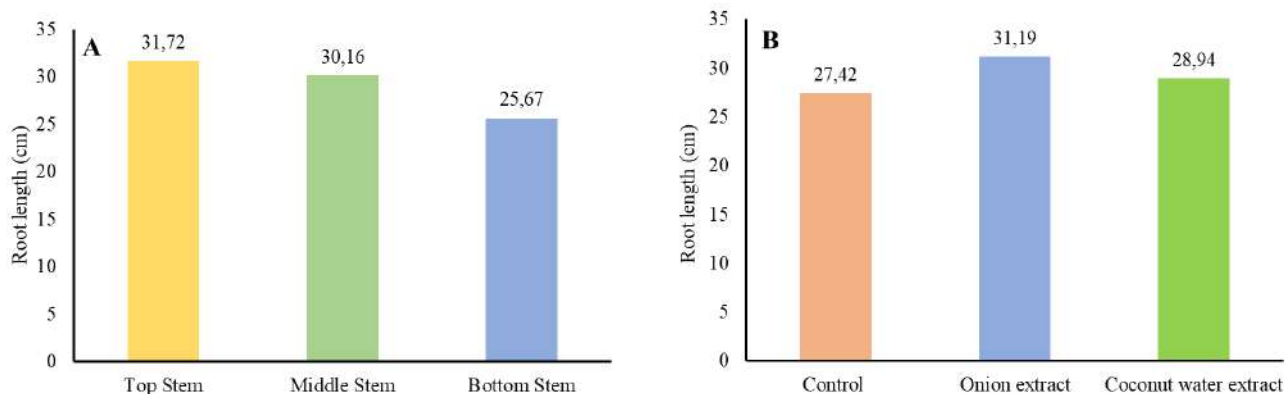 A
Root length (cm)
35
30
25
20
15
10
5
0
31,72
30,16
25,67
Top Stem
Middle Stem
Bottom Stem
B
Root length (cm)
35
30
25
20
15
10
5
0
27,42
31,19
28,94
Control
Onion extract
Coconut water extract